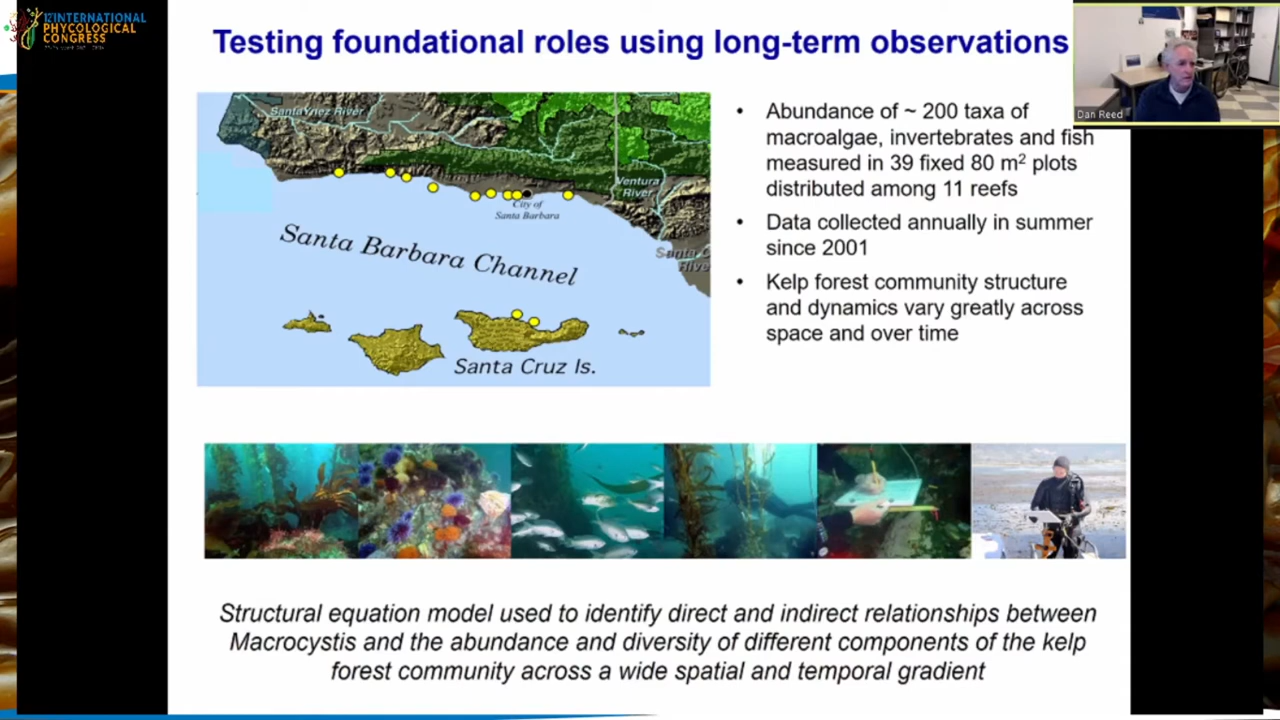 12th INTERNATIONAL
PHYCOLOGICAL
CONGRESS
Testing foundational roles using long-term observations
Dan Reed
Santa Ynez River
Ventura
River
City of
Santa Barbara
Santa Barbara Channel
Santa C
Rive
Santa Cruz Is.
• Abundance of ~ 200 taxa of
macroalgae, invertebrates and fish
measured in 39 fixed 80 m² plots
distributed among 11 reefs
• Data collected annually in summer
since 2001
• Kelp forest community structure
and dynamics vary greatly across
space and over time
Structural equation model used to identify direct and indirect relationships between
Macrocystis and the abundance and diversity of different components of the kelp
forest community across a wide spatial and temporal gradient